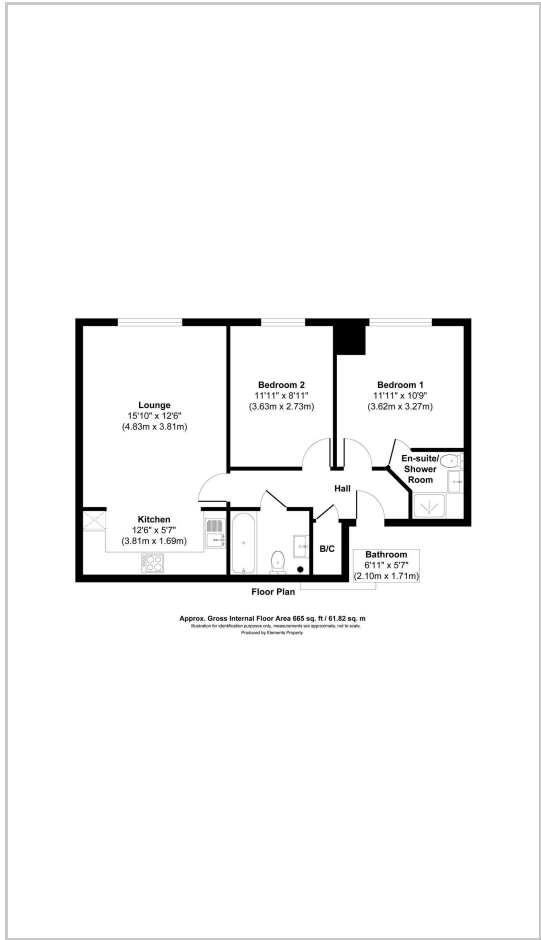 Lounge
15'10" x 12'6"
(4.83m x 3.81m)
Bedroom 2
11'11" x 8'11"
(3.63m x 2.73m)
Bedroom 1
11'11" x 10'9"
(3.62m x 3.27m)
En-suite/
Shower
Room
Hall
Kitchen
12'6" x 5'7"
(3.81m x 1.69m)
B/C
Bathroom
6'11" x 5'7"
(2.10m x 1.71m)
Floor Plan
Approx. Gross Internal Floor Area 665 sq. ft / 61.82 sq. m
Illustration for identification purposes only, measurements are approximate, not to scale.
Produced by Elements Property